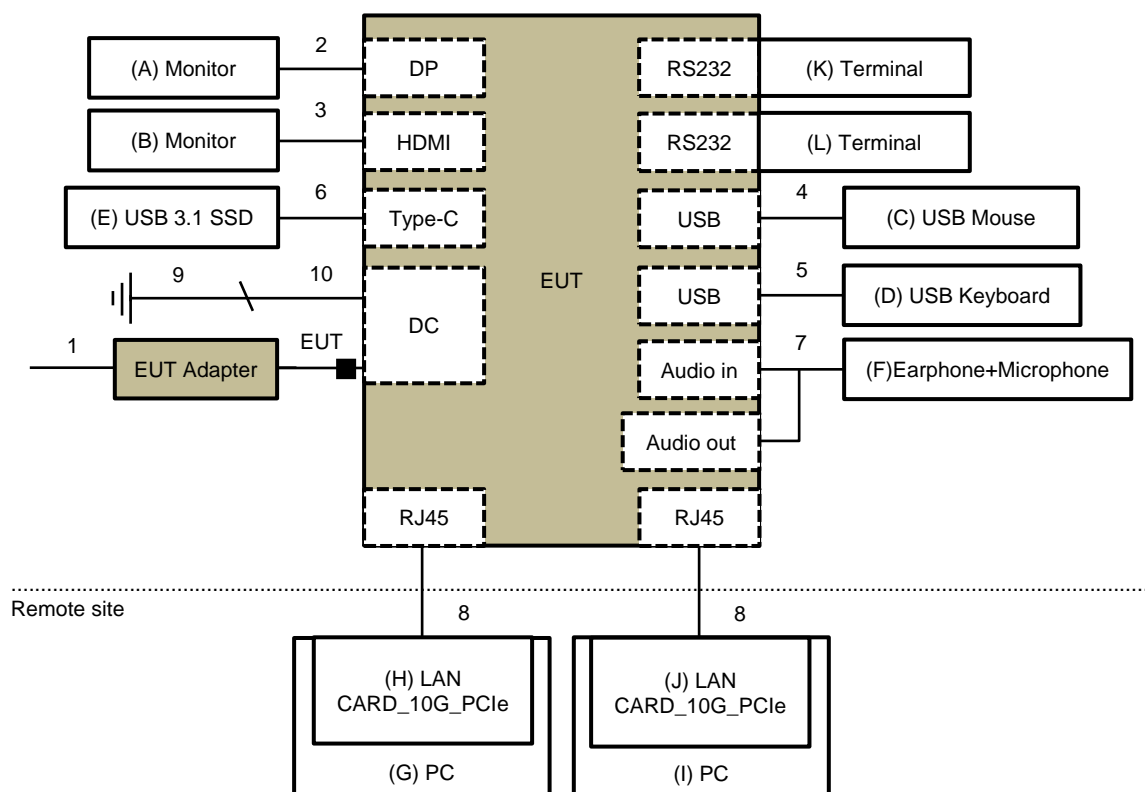 2
(A) Monitor
DP
RS232
(K) Terminal
3
(B) Monitor
HDMI
RS232
(L) Terminal
6
(E) USB 3.1 SSD
Type-C
USB
4
(C) USB Mouse
9
10
DC
EUT
USB
5
(D) USB Keyboard
1
EUT Adapter
EUT
Audio in
7
(F)Earphone+Microphone
Audio out
RJ45
RJ45
Remote site
8
8
(H) LAN
CARD_10G_PCIe
(J) LAN
CARD_10G_PCIe
(G) PC
(I) PC